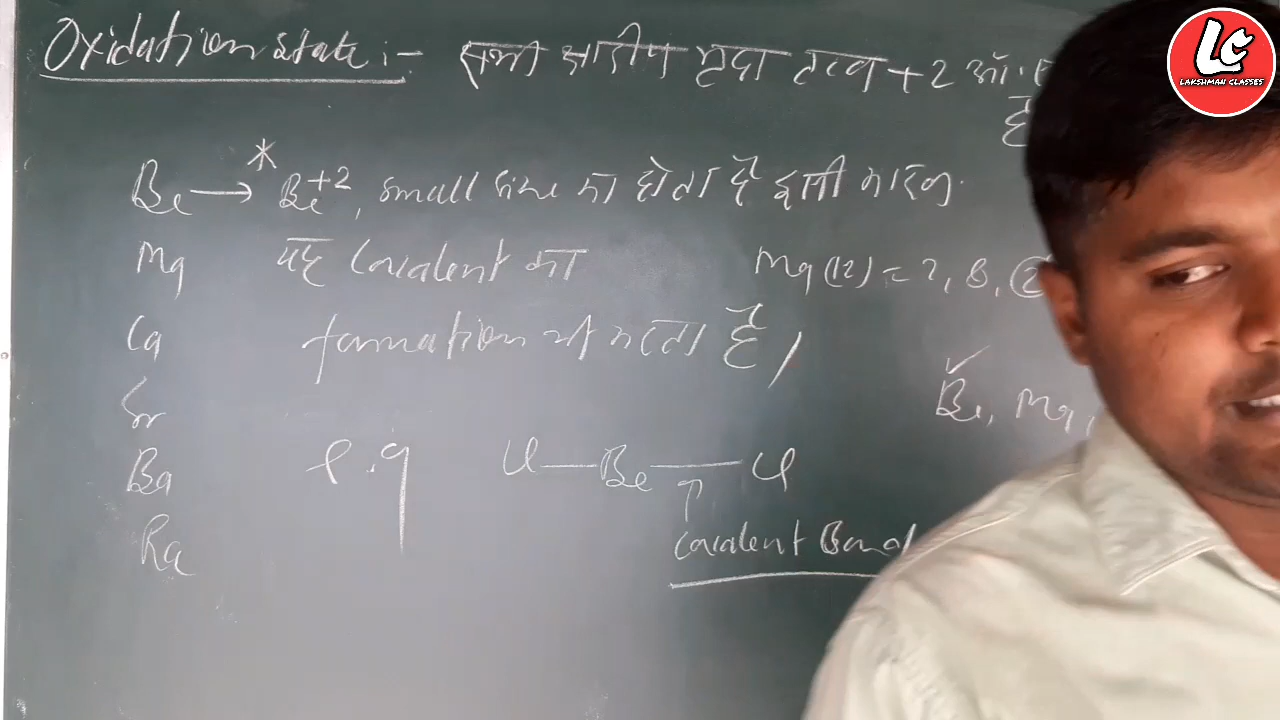 Oxidation state :- सभी क्षारीय मृदा तत्व +2 ऑ.
है
Be → *Be+2, small size का होता है इसी कारण
Mg यह Covalent का Mg (12) = 2, 8, 2
Ca formation भी करता है /
Be, Mg,
Sr
Ba e.g Cl — Be — Cl
Ra Covalent Bond
LC
LAKSHMAN CLASSES